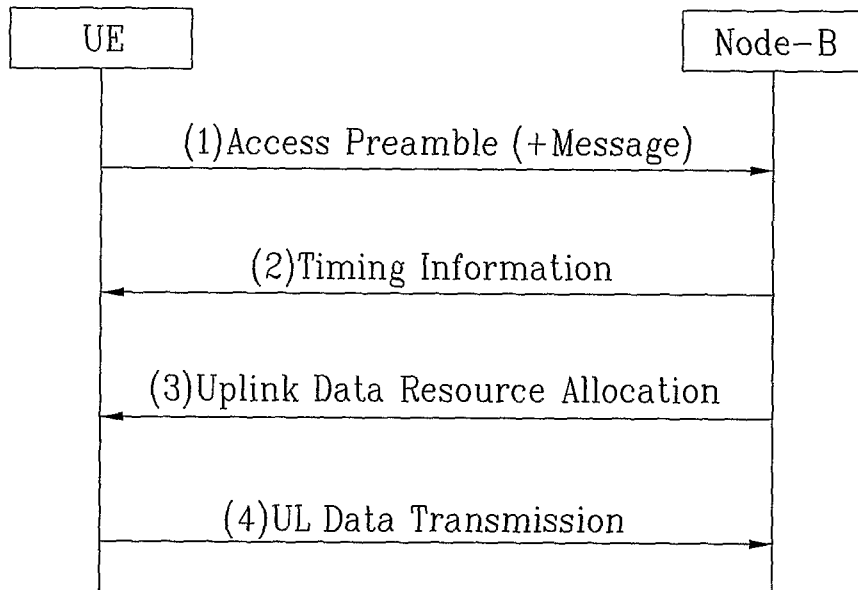 UE
Node-B
(1)Access Preamble (+Message)
(2)Timing Information
(3)Uplink Data Resource Allocation
(4)UL Data Transmission